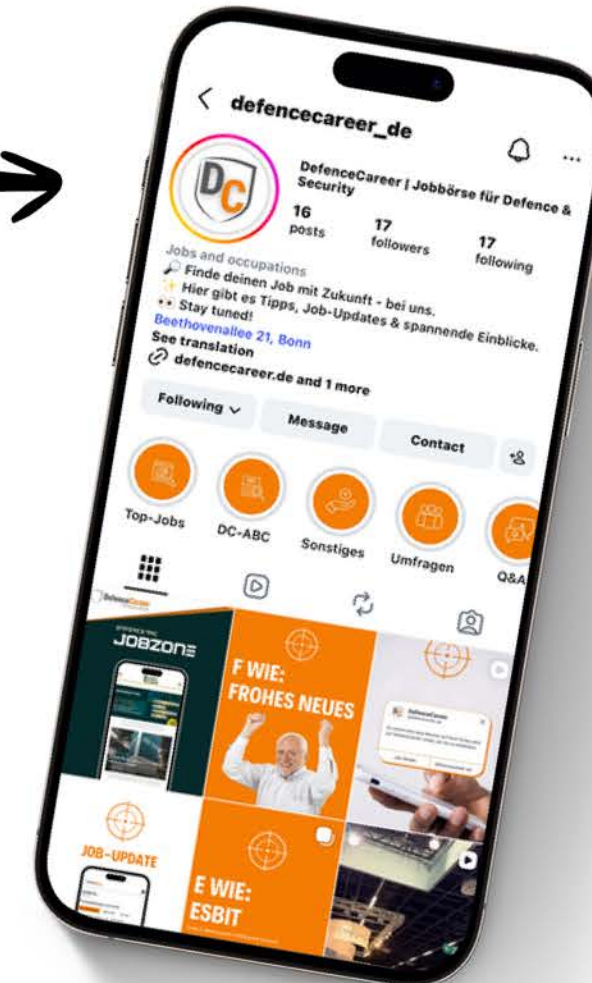 defencecareer_de
DC
DefenceCareer | Jobbörse für Defence &
Security
16
posts
17
followers
17
following
Jobs and occupations
🔎 Finde deinen Job mit Zukunft - bei uns.
✨ Hier gibt es Tipps, Job-Updates & spannende Einblicke.
👀 Stay tuned!
Beethovenallee 21, Bonn
See translation
defencecareer.de and 1 more
Following
Message
Contact
Top-Jobs
DC-ABC
Sonstiges
Umfragen
Q&A
DefenceCareer
JOBZONE
F WIE:
FROHES NEUES
DefenceCareer
JOB-UPDATE
E WIE:
ESBIT